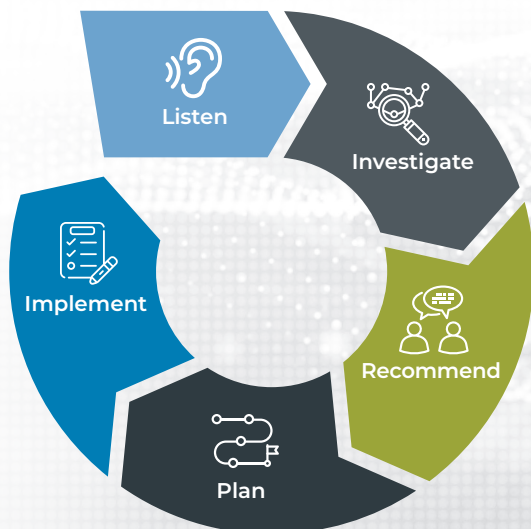 Listen
Investigate
Recommend
Plan
Implement